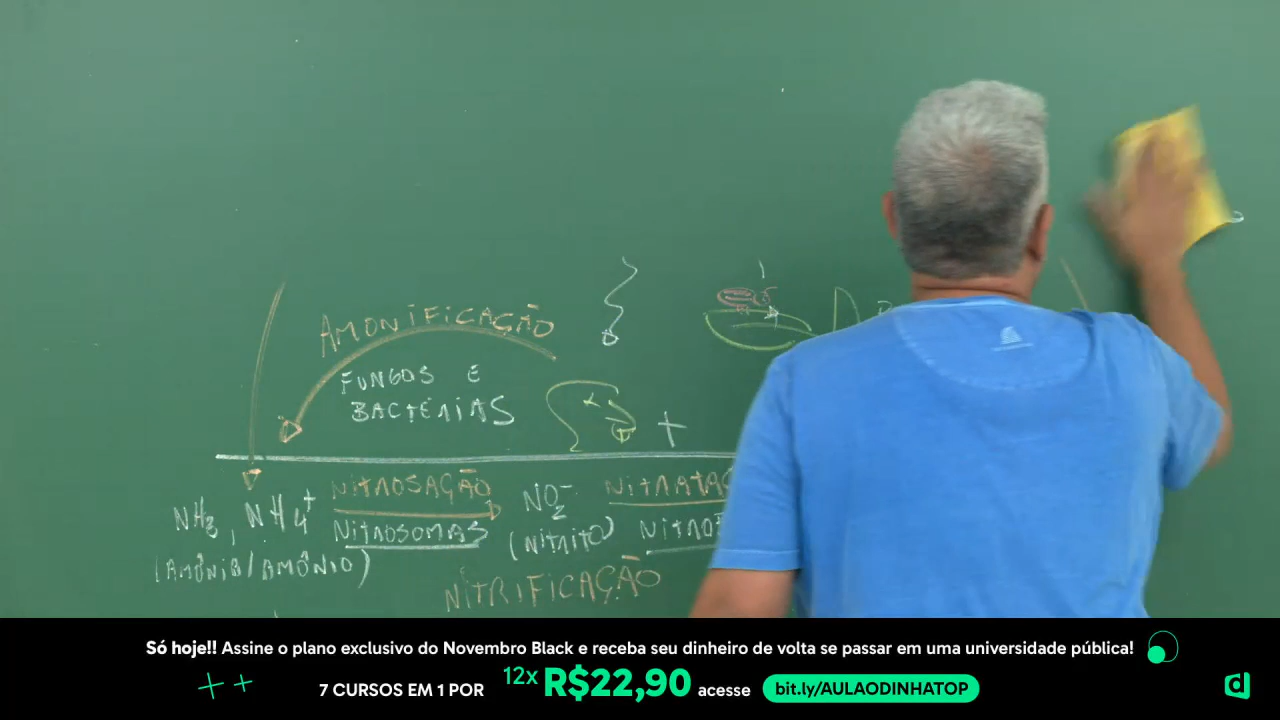 AMONIFICAÇÃO
FUNGOS E
BACTÉRIAS
+
NH3, NH4+
NITROSAÇÃO
NITROSOMAS
NO2-
(NITRITO)
(AMÔNIA/AMÔNIO)
NITRIFICAÇÃO
Só hoje!! Assine o plano exclusivo do Novembro Black e receba seu dinheiro de volta se passar em uma universidade pública!
7 CURSOS EM 1 POR 12x R$22,90 acesse bit.ly/AULAODINHATOP